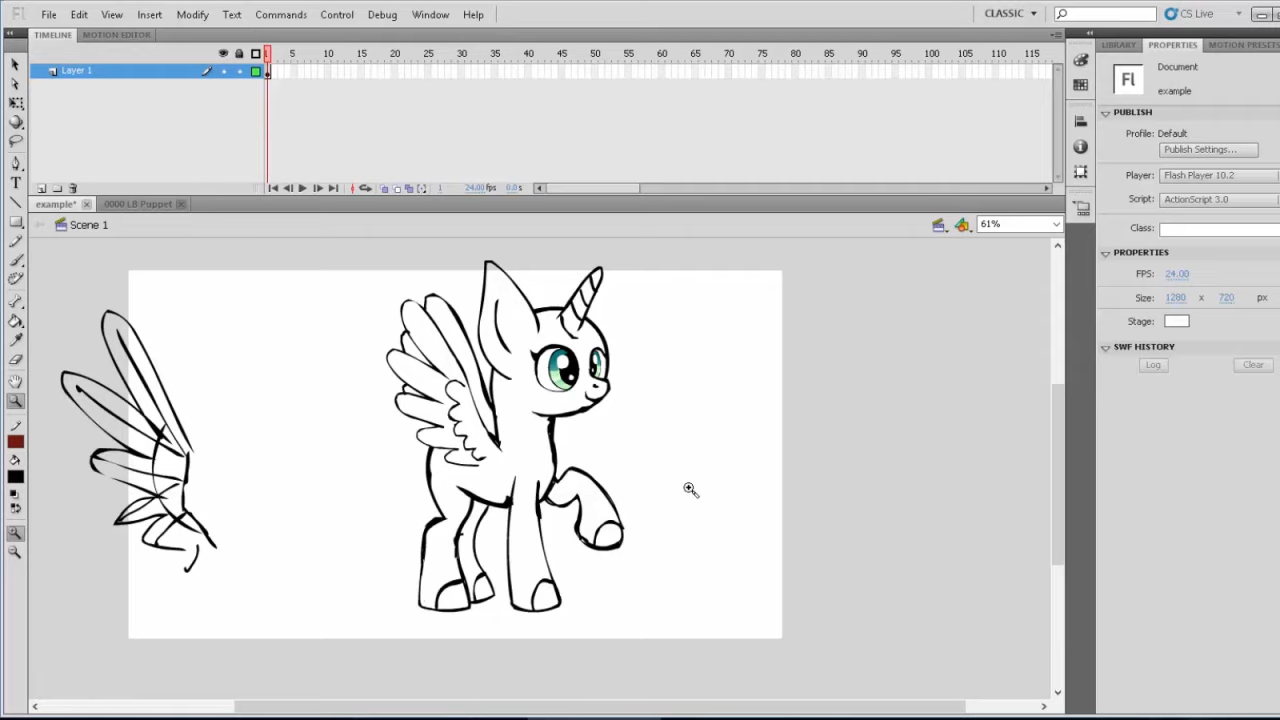 Fl File Edit View Insert Modify Text Commands Control Debug Window Help CLASSIC CS Live
TIMELINE MOTION EDITOR
5 10 15 20 25 30 35 40 45 50 55 60 65 70 75 80 85 90 95 100 105 110 115
Layer 1
1 24.00 fps 0.0s
example* 0000 LB Puppet
Scene 1 61%
LIBRARY PROPERTIES MOTION PRESETS
Fl Document
example
PUBLISH
Profile: Default
Publish Settings...
Player: Flash Player 10.2
Script: ActionScript 3.0
Class:
PROPERTIES
FPS: 24.00
Size: 1280 x 720 px
Stage:
SWF HISTORY
Log Clear